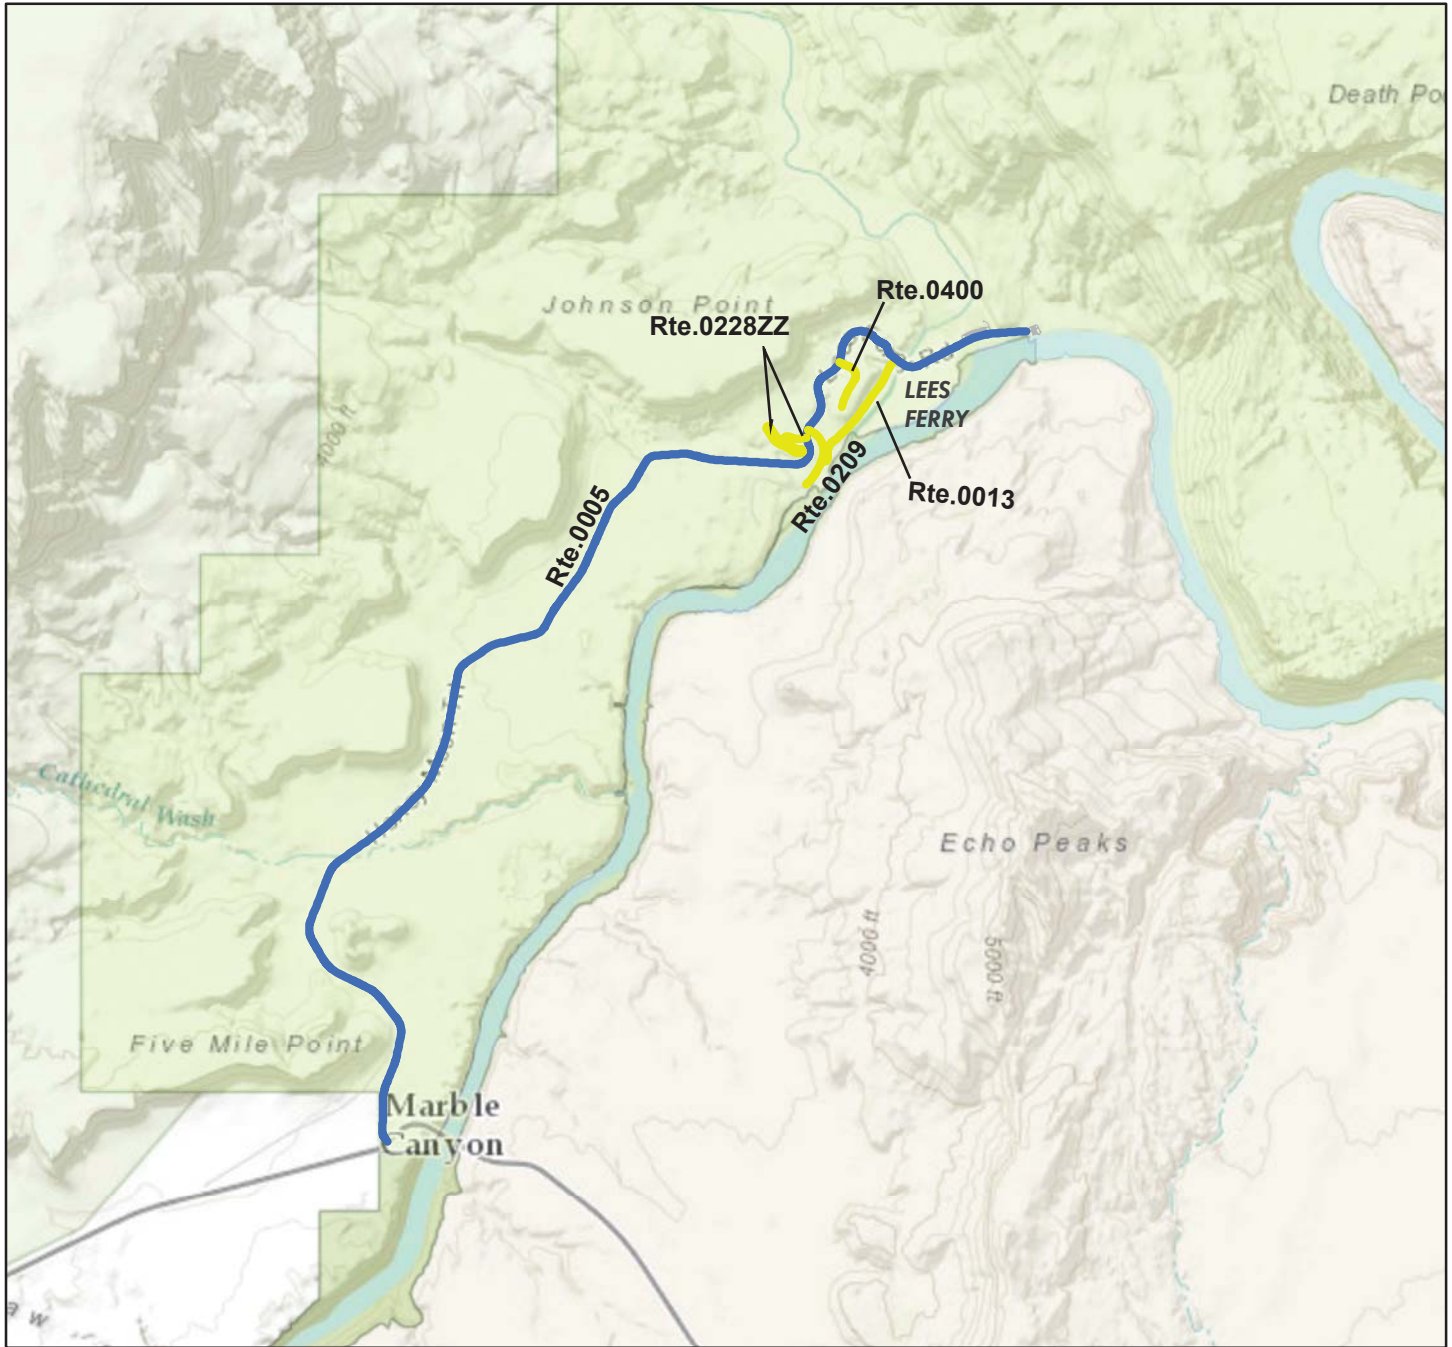 Death Po
Johnson Point
Rte.0400
Rte.0228ZZ
LEES
FERRY
Rte.0209
Rte.0013
4000 ft
Rte.0005
Cathedral Wash
Echo Peaks
4000 ft
5000 ft
Five Mile Point
Marble
Canyon
aw